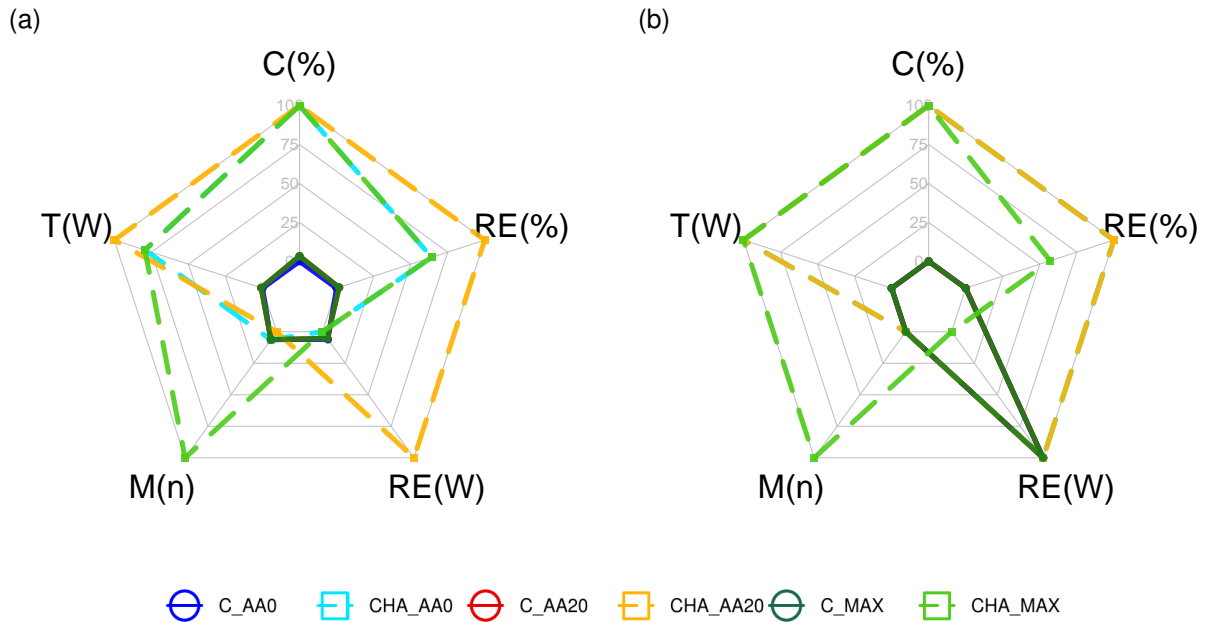 (a)
(b)
C(%)
C(%)
100
75
50
25
0
100
75
50
25
0
T(W)
RE(%)
T(W)
RE(%)
M(n)
RE(W)
M(n)
RE(W)
C_AA0
CHA_AA0
C_AA20
CHA_AA20
C_MAX
CHA_MAX